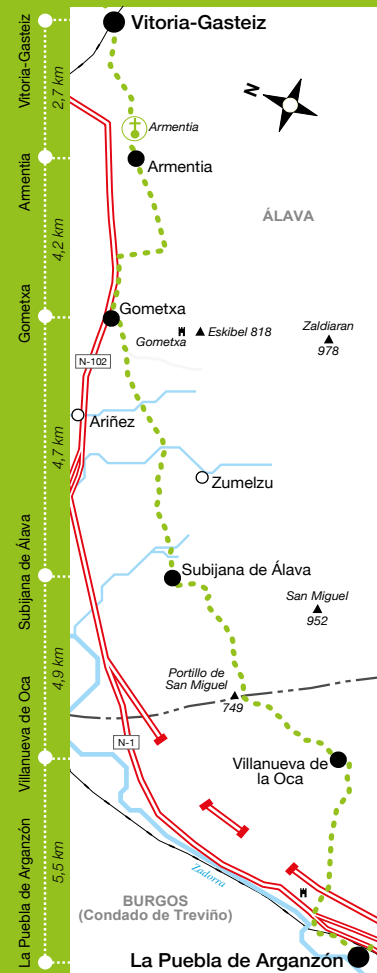 Vitoria-Gasteiz
2,7 km
Armentia
4,2 km
Gometxa
4,7 km
Subijana de Álava
4,9 km
Villanueva de Oca
5,5 km
La Puebla de Arganzón
Vitoria-Gasteiz
N
Armentia
Armentia
ÁLAVA
Gometxa
Gometxa
Eskibel 818
Zaldiaran
978
N-102
Ariñez
Zumelzu
Subijana de Álava
San Miguel
952
Portillo de
San Miguel
749
N-1
Villanueva de
la Oca
Zadorra
BURGOS
(Condado de Treviño)
La Puebla de Arganzón